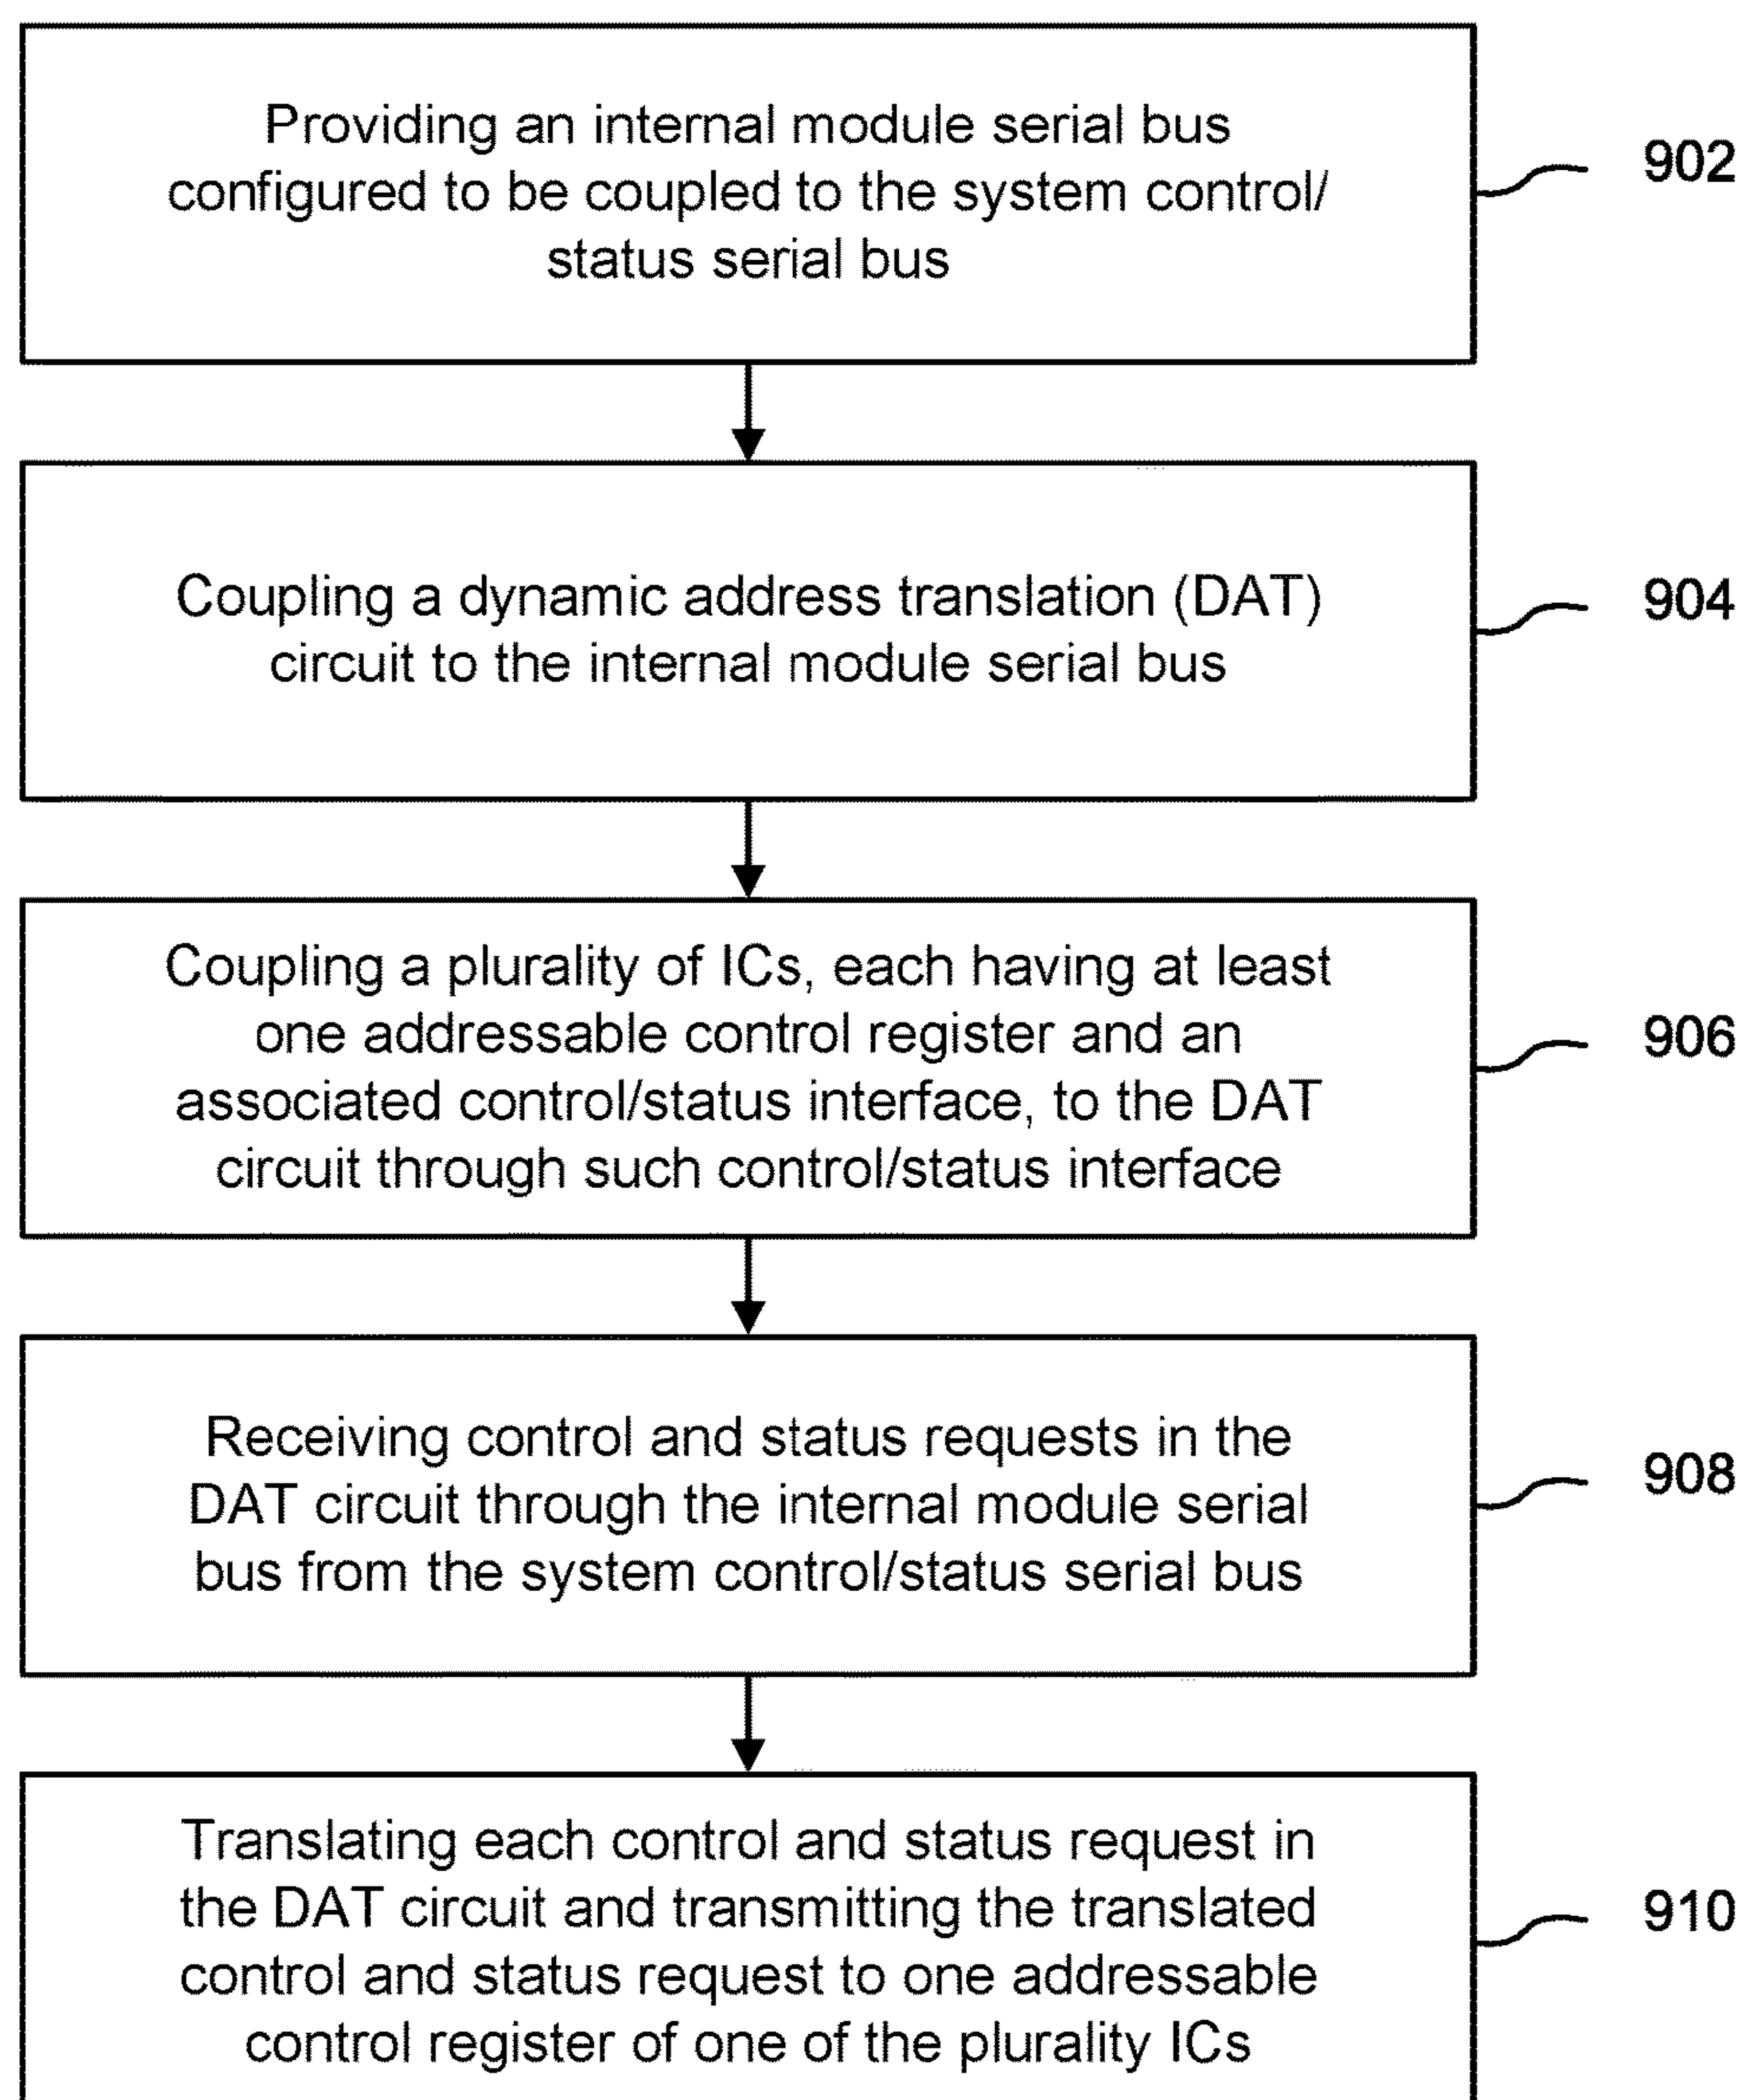 Providing an internal module serial bus
configured to be coupled to the system control/
status serial bus
902
Coupling a dynamic address translation (DAT)
circuit to the internal module serial bus
904
Coupling a plurality of ICs, each having at least
one addressable control register and an
associated control/status interface, to the DAT
circuit through such control/status interface
906
Receiving control and status requests in the
DAT circuit through the internal module serial
bus from the system control/status serial bus
908
Translating each control and status request in
the DAT circuit and transmitting the translated
control and status request to one addressable
control register of one of the plurality ICs
910